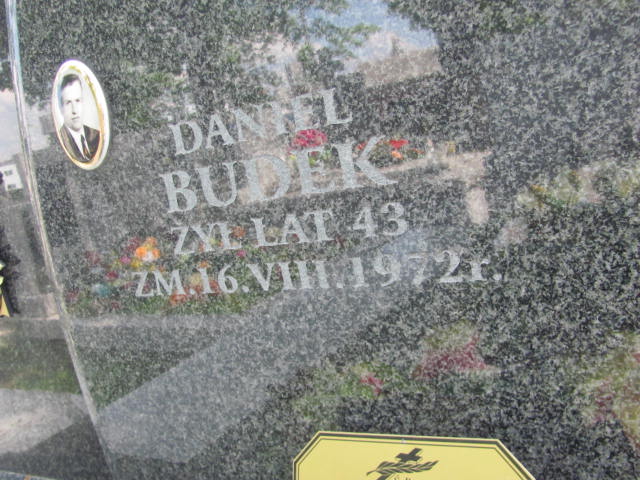 DANIEL
BUDEK
ŻYŁ LAT 43
ZM. 16.VIII.1972r.